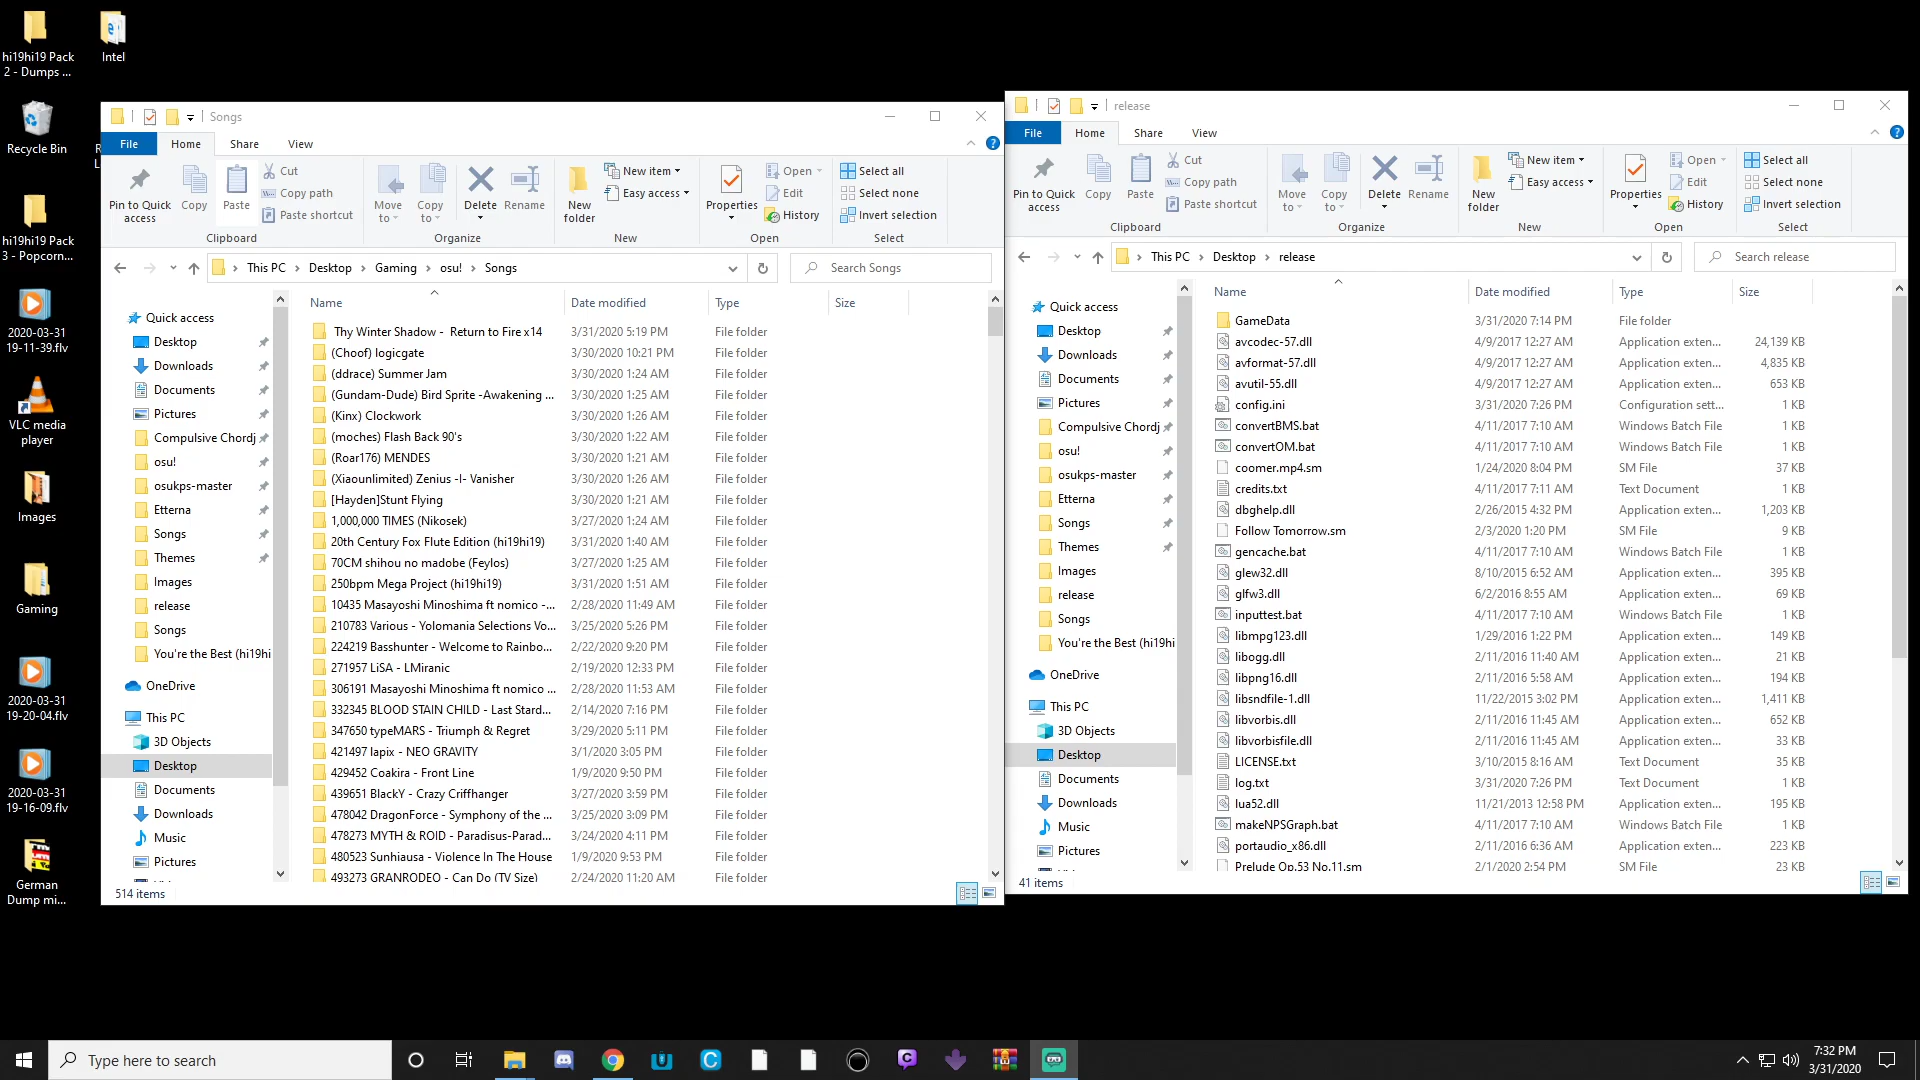 hi19hi19 Pack
2 - Dumps ...
Intel
Recycle Bin
hi19hi19 Pack
3 - Popcorn...
2020-03-31
19-11-39.flv
VLC media
player
Images
Gaming
2020-03-31
19-20-04.flv
2020-03-31
19-16-09.flv
German
Dump mi...
Songs
File Home Share View
Pin to Quick
access
Copy
Paste
Cut
Copy path
Paste shortcut
Move
to
Copy
to
Delete
Rename
New
folder
New item
Easy access
Properties
Open
Edit
History
Select all
Select none
Invert selection
Clipboard Organize New Open Select
This PC Desktop Gaming osu! Songs
Search Songs
Quick access
Desktop
Downloads
Documents
Pictures
Compulsive Chordj
osu!
osukps-master
Etterna
Songs
Themes
Images
release
Songs
You're the Best (hi19hi
OneDrive
This PC
3D Objects
Desktop
Documents
Downloads
Music
Pictures
Name Date modified Type Size
Thy Winter Shadow - Return to Fire x14 3/31/2020 5:19 PM File folder
(Choof) logicgate 3/30/2020 10:21 PM File folder
(ddrace) Summer Jam 3/30/2020 1:24 AM File folder
(Gundam-Dude) Bird Sprite -Awakening ... 3/30/2020 1:25 AM File folder
(Kinx) Clockwork 3/30/2020 1:26 AM File folder
(moches) Flash Back 90's 3/30/2020 1:22 AM File folder
(Roar176) MENDES 3/30/2020 1:21 AM File folder
(Xiaounlimited) Zenius -I- Vanisher 3/30/2020 1:26 AM File folder
[Hayden]Stunt Flying 3/30/2020 1:21 AM File folder
1,000,000 TIMES (Nikosek) 3/27/2020 1:24 AM File folder
20th Century Fox Flute Edition (hi19hi19) 3/31/2020 1:40 AM File folder
70CM shihou no madobe (Feylos) 3/27/2020 1:25 AM File folder
250bpm Mega Project (hi19hi19) 3/31/2020 1:51 AM File folder
10435 Masayoshi Minoshima ft nomico -... 2/28/2020 11:49 AM File folder
210783 Various - Yolomania Selections Vo... 3/25/2020 5:26 PM File folder
224219 Basshunter - Welcome to Rainbo... 2/22/2020 9:20 PM File folder
271957 LiSA - LMiranic 2/19/2020 12:33 PM File folder
306191 Masayoshi Minoshima ft nomico ... 2/28/2020 11:53 AM File folder
332345 BLOOD STAIN CHILD - Last Stard... 2/14/2020 7:16 PM File folder
347650 typeMARS - Triumph & Regret 3/29/2020 5:11 PM File folder
421497 lapix - NEO GRAVITY 3/1/2020 3:05 PM File folder
429452 Coakira - Front Line 1/9/2020 9:50 PM File folder
439651 BlackY - Crazy Criffhanger 3/27/2020 3:59 PM File folder
478042 DragonForce - Symphony of the ... 3/25/2020 3:09 PM File folder
478273 MYTH & ROID - Paradisus-Parad... 3/24/2020 4:11 PM File folder
480523 Sunhiausa - Violence In The House 1/9/2020 9:53 PM File folder
493273 GRANRODEO - Can Do (TV Size) 2/24/2020 11:20 AM File folder
514 items
release
File Home Share View
Pin to Quick
access
Copy
Paste
Cut
Copy path
Paste shortcut
Move
to
Copy
to
Delete
Rename
New
folder
New item
Easy access
Properties
Open
Edit
History
Select all
Select none
Invert selection
Clipboard Organize New Open Select
This PC Desktop release
Search release
Quick access
Desktop
Downloads
Documents
Pictures
Compulsive Chordj
osu!
osukps-master
Etterna
Songs
Themes
Images
release
Songs
You're the Best (hi19hi
OneDrive
This PC
3D Objects
Desktop
Documents
Downloads
Music
Pictures
Name Date modified Type Size
GameData 3/31/2020 7:14 PM File folder
avcodec-57.dll 4/9/2017 12:27 AM Application exten... 24,139 KB
avformat-57.dll 4/9/2017 12:27 AM Application exten... 4,835 KB
avutil-55.dll 4/9/2017 12:27 AM Application exten... 653 KB
config.ini 3/31/2020 7:26 PM Configuration sett... 1 KB
convertBMS.bat 4/11/2017 7:10 AM Windows Batch File 1 KB
convertOM.bat 4/11/2017 7:10 AM Windows Batch File 1 KB
coomer.mp4.sm 1/24/2020 8:04 PM SM File 37 KB
credits.txt 4/11/2017 7:11 AM Text Document 1 KB
dbghelp.dll 2/26/2015 4:32 PM Application exten... 1,203 KB
Follow Tomorrow.sm 2/3/2020 1:20 PM SM File 9 KB
gencache.bat 4/11/2017 7:10 AM Windows Batch File 1 KB
glew32.dll 8/10/2015 6:52 AM Application exten... 395 KB
glfw3.dll 6/2/2016 8:55 AM Application exten... 69 KB
inputtest.bat 4/11/2017 7:10 AM Windows Batch File 1 KB
libmpg123.dll 1/29/2016 1:22 PM Application exten... 149 KB
libogg.dll 2/11/2016 11:40 AM Application exten... 21 KB
libpng16.dll 2/11/2016 5:58 AM Application exten... 194 KB
libsndfile-1.dll 11/22/2015 3:02 PM Application exten... 1,411 KB
libvorbis.dll 2/11/2016 11:45 AM Application exten... 652 KB
libvorbisfile.dll 2/11/2016 11:45 AM Application exten... 33 KB
LICENSE.txt 3/10/2015 8:16 AM Text Document 35 KB
log.txt 3/31/2020 7:26 PM Text Document 1 KB
lua52.dll 11/21/2013 12:58 PM Application exten... 195 KB
makeNPSGraph.bat 4/11/2017 7:10 AM Windows Batch File 1 KB
portaudio_x86.dll 2/11/2016 6:36 AM Application exten... 223 KB
Prelude Op.53 No.11.sm 2/1/2020 2:54 PM SM File 23 KB
41 items
Type here to search
7:32 PM
3/31/2020